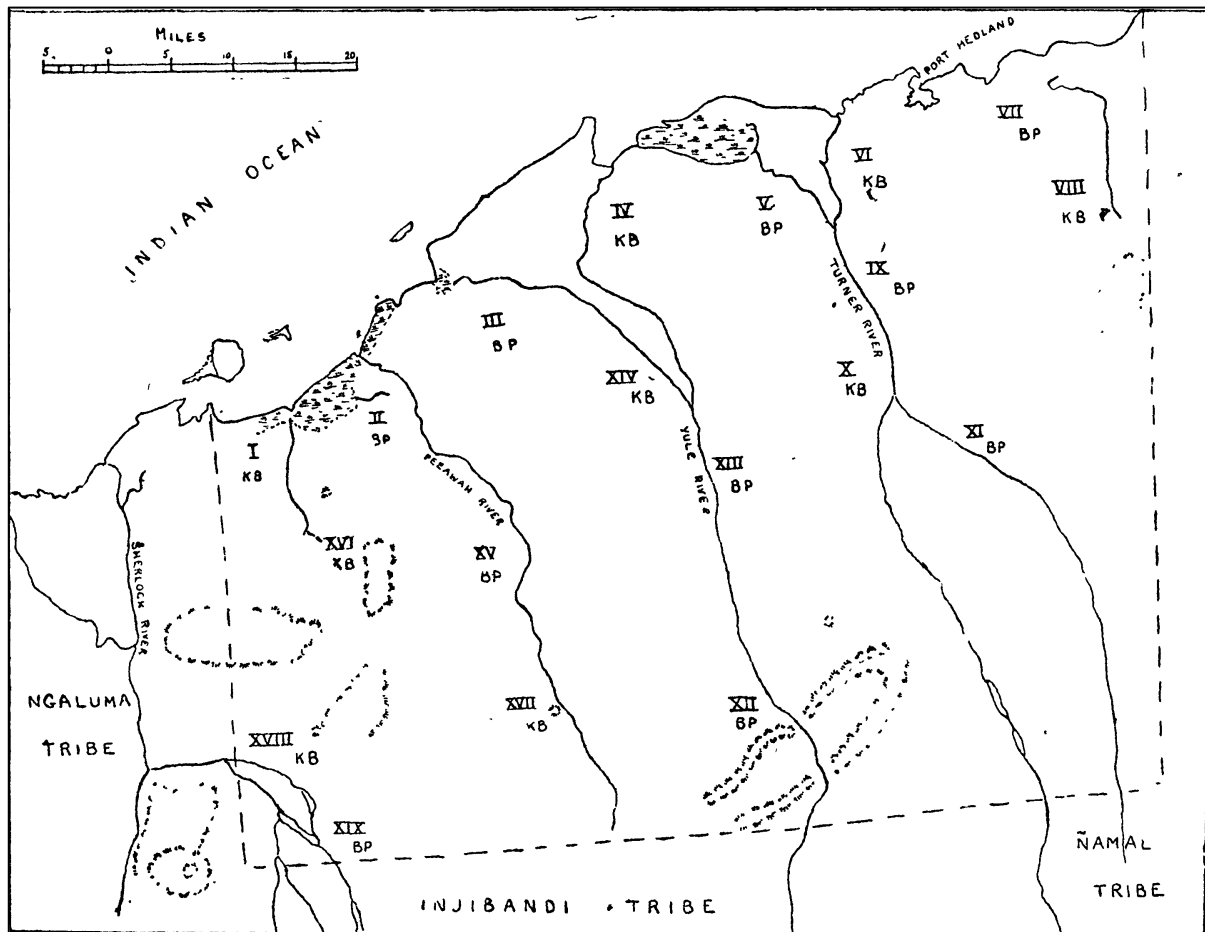 MILES
5 0 5 10 15 20
PORT HEDLAND
INDIAN OCEAN
VII
BP
VI
KB
VIII
KB
IV
KB
V
BP
IX
BP
TURNER RIVER
III
BP
XIV
KB
X
KB
II
BP
I
KB
XI
BP
PEEAWAH RIVER
YULE RIVER
XIII
BP
XVI
KB
XV
BP
SHERLOCK RIVER
NGALUMA
TRIBE
XVII
KB
XII
BP
XVIII
KB
XIX
BP
ÑAMAL
TRIBE
INJIBANDI TRIBE